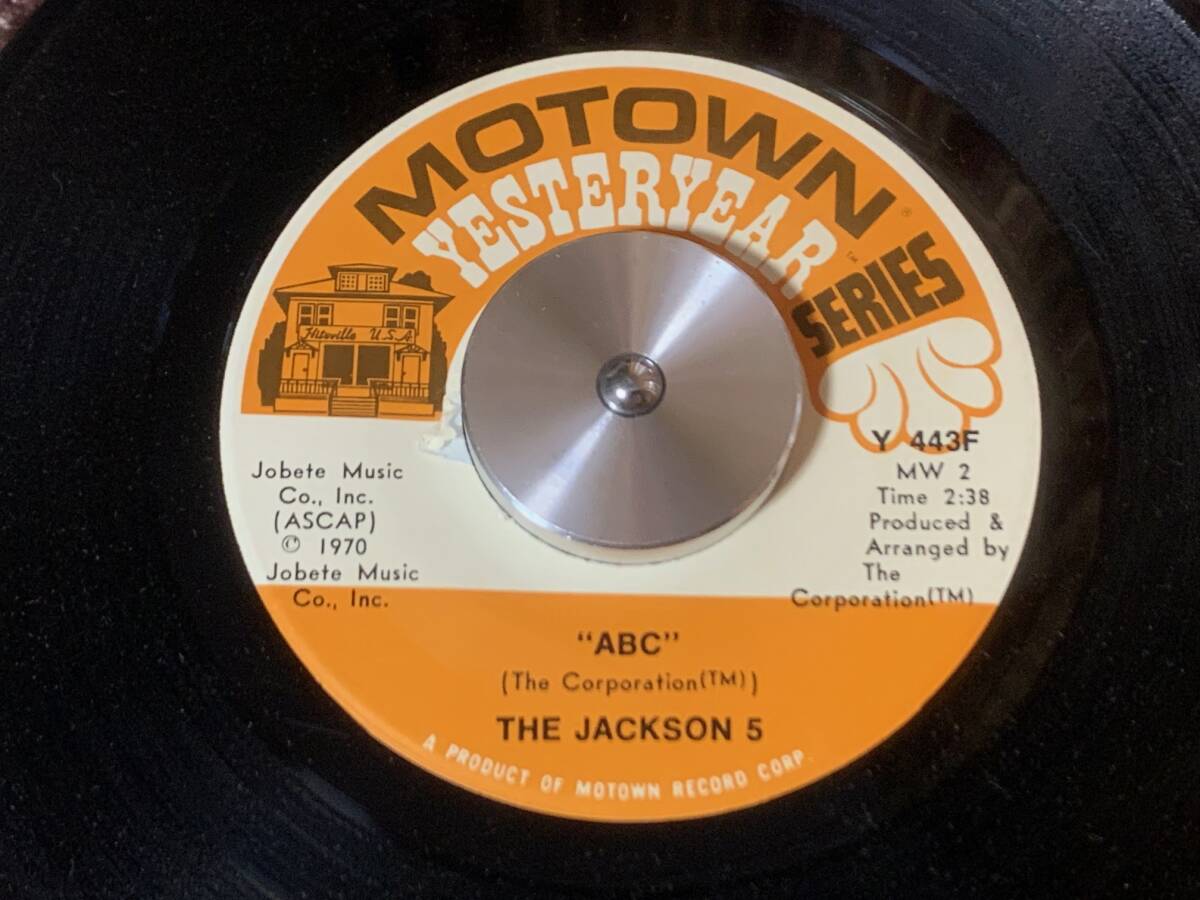 MOTOWN®
YESTERYEAR™
SERIES
Hitsville U.S.A.
Y 443F
MW 2
Time 2:38
Produced &
Arranged by
The
Corporation(TM)
Jobete Music
Co., Inc.
(ASCAP)
© 1970
Jobete Music
Co., Inc.
"ABC"
(The Corporation(TM))
THE JACKSON 5
A PRODUCT OF MOTOWN RECORD CORP.